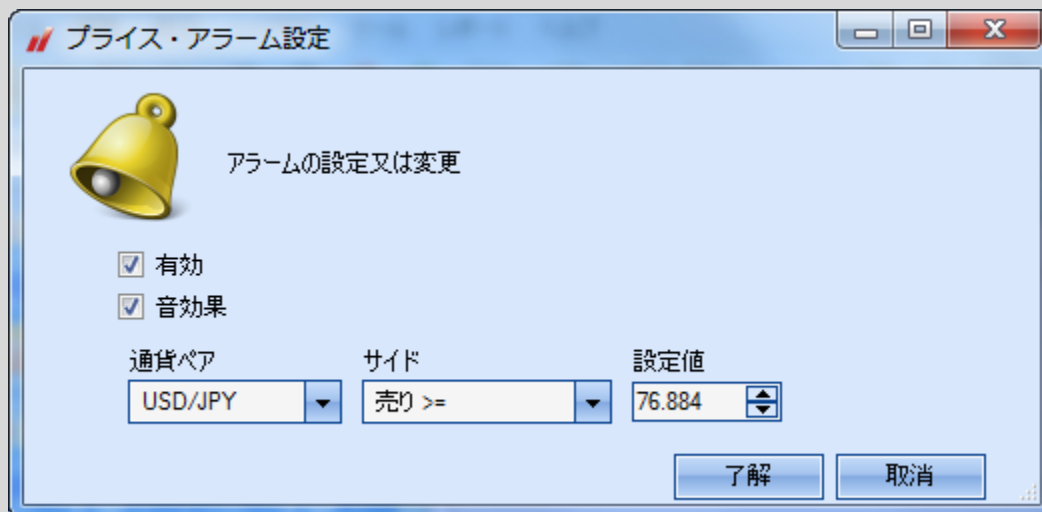 プライス・アラーム設定
アラームの設定又は変更
有効
音効果
通貨ペア サイド 設定値
USD/JPY 売り >= 76.884
了解 取消